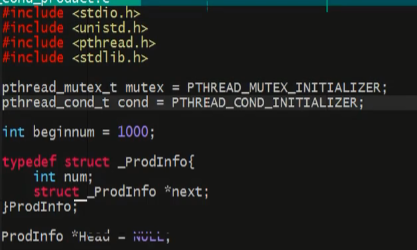 cond_product.c
#include <stdio.h>
#include <unistd.h>
#include <pthread.h>
#include <stdlib.h>
pthread_mutex_t mutex = PTHREAD_MUTEX_INITIALIZER;
pthread_cond_t cond = PTHREAD_COND_INITIALIZER;
int beginnum = 1000;
typedef struct _ProdInfo{
    int num;
    struct _ProdInfo *next;
}ProdInfo;
ProdInfo *Head = NULL;